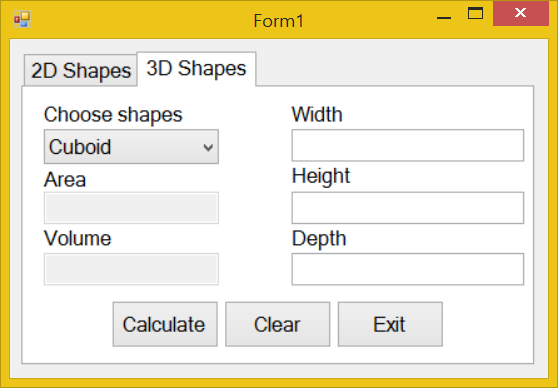 Form1
2D Shapes
3D Shapes
Choose shapes
Cuboid
Area
Volume
Width
Height
Depth
Calculate
Clear
Exit